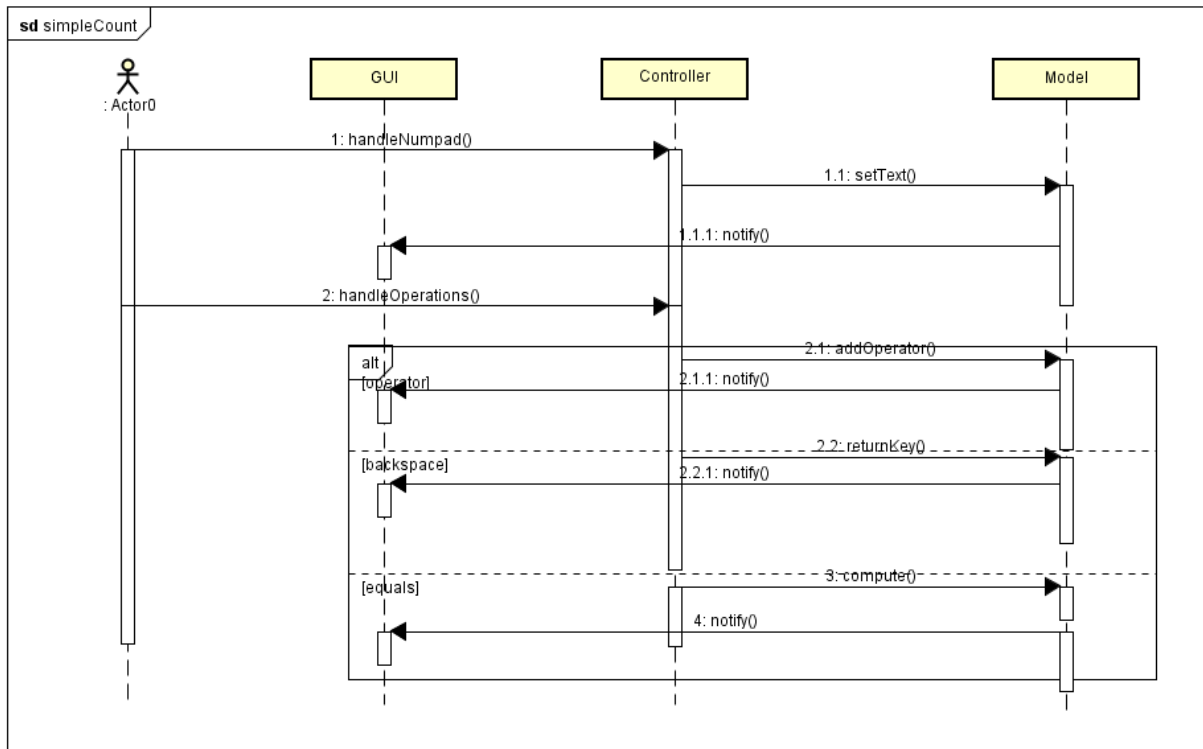 sd simpleCount
: Actor0
GUI
Controller
Model
1: handleNumpad()
1.1: setText()
1.1.1: notify()
2: handleOperations()
alt
2.1: addOperator()
[operator]
2.1.1: notify()
2.2: returnKey()
[backspace]
2.2.1: notify()
3: compute()
[equals]
4: notify()